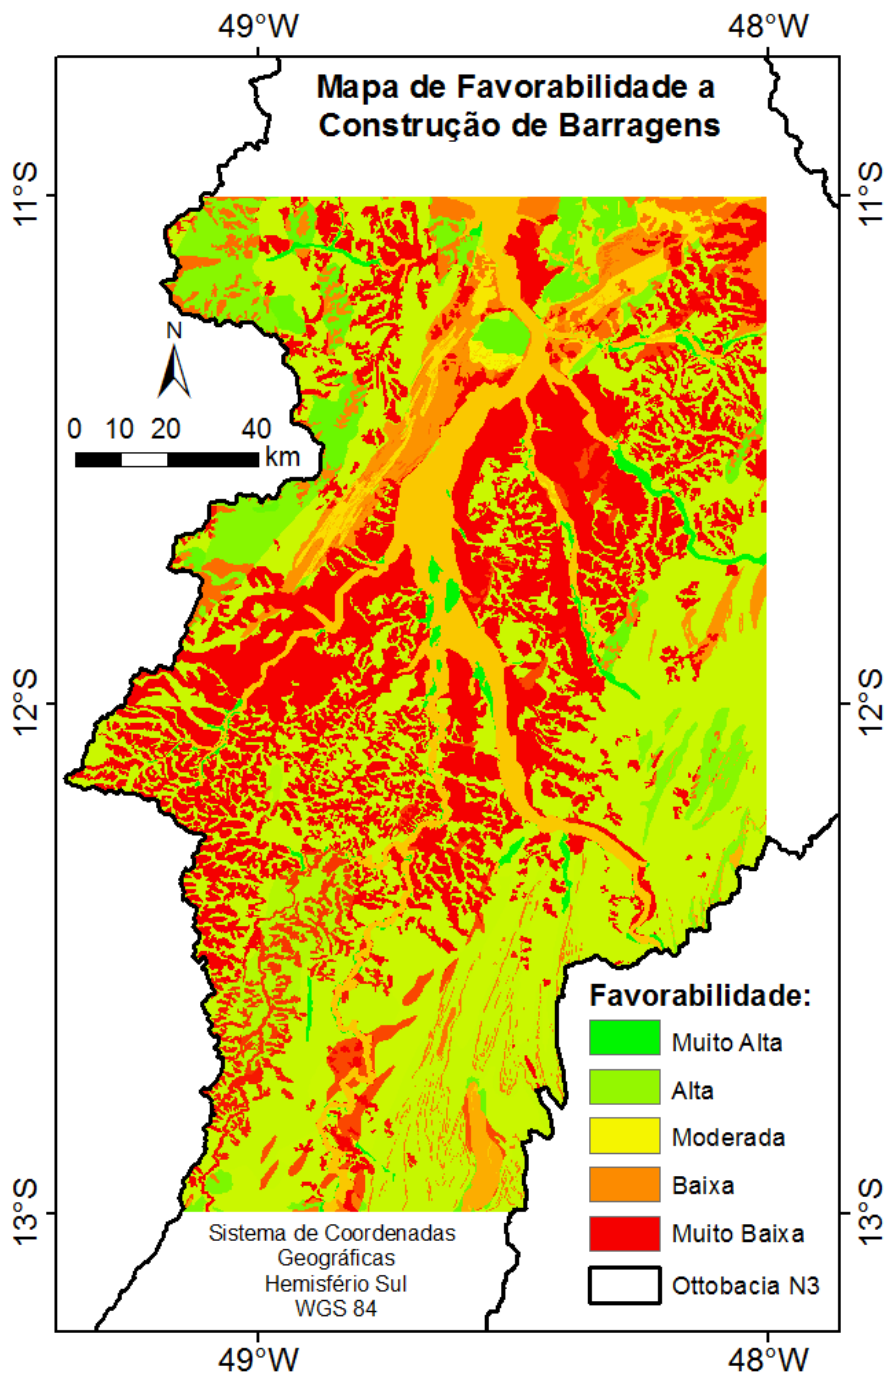 49°W 48°W
Mapa de Favorabilidade a
Construção de Barragens
11°S 11°S
N
0 10 20 40
km
12°S 12°S
Favorabilidade:
Muito Alta
Alta
Moderada
Baixa
Muito Baixa
Ottobacia N3
13°S 13°S
Sistema de Coordenadas
Geográficas
Hemisfério Sul
WGS 84
49°W 48°W